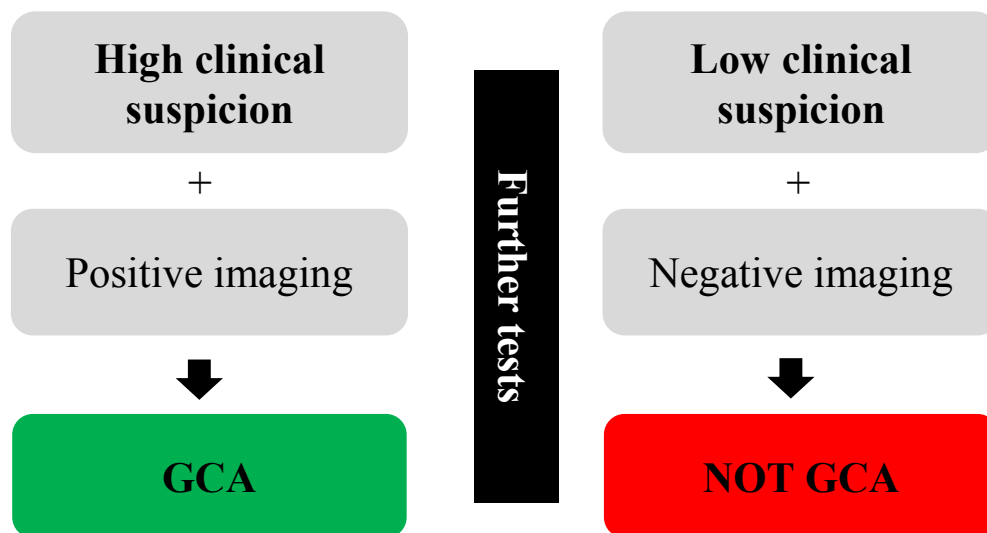 High clinical
suspicion
+
Positive imaging
GCA
Further tests
Low clinical
suspicion
+
Negative imaging
NOT GCA